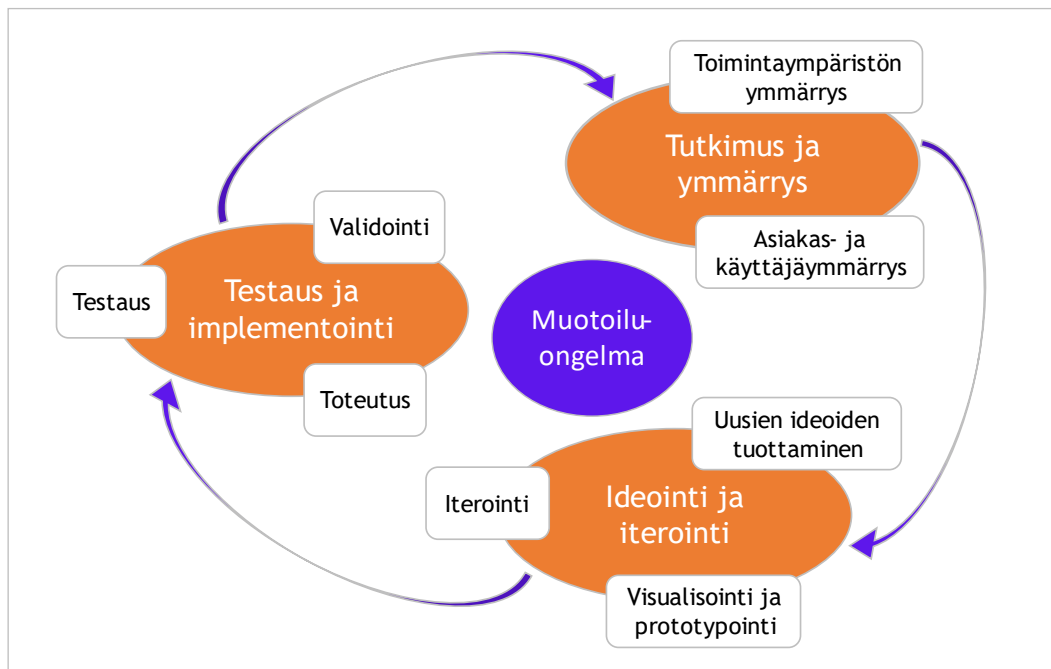 Toimintaympäristön
ymmärrys
Tutkimus ja
ymmärrys
Asiakas- ja
käyttäjäymmärrys
Validointi
Testaus
Testaus ja
implementointi
Toteutus
Muotoilu-
ongelma
Uusien ideoiden
tuottaminen
Iterointi
Ideointi ja
iterointi
Visualisointi ja
prototypointi